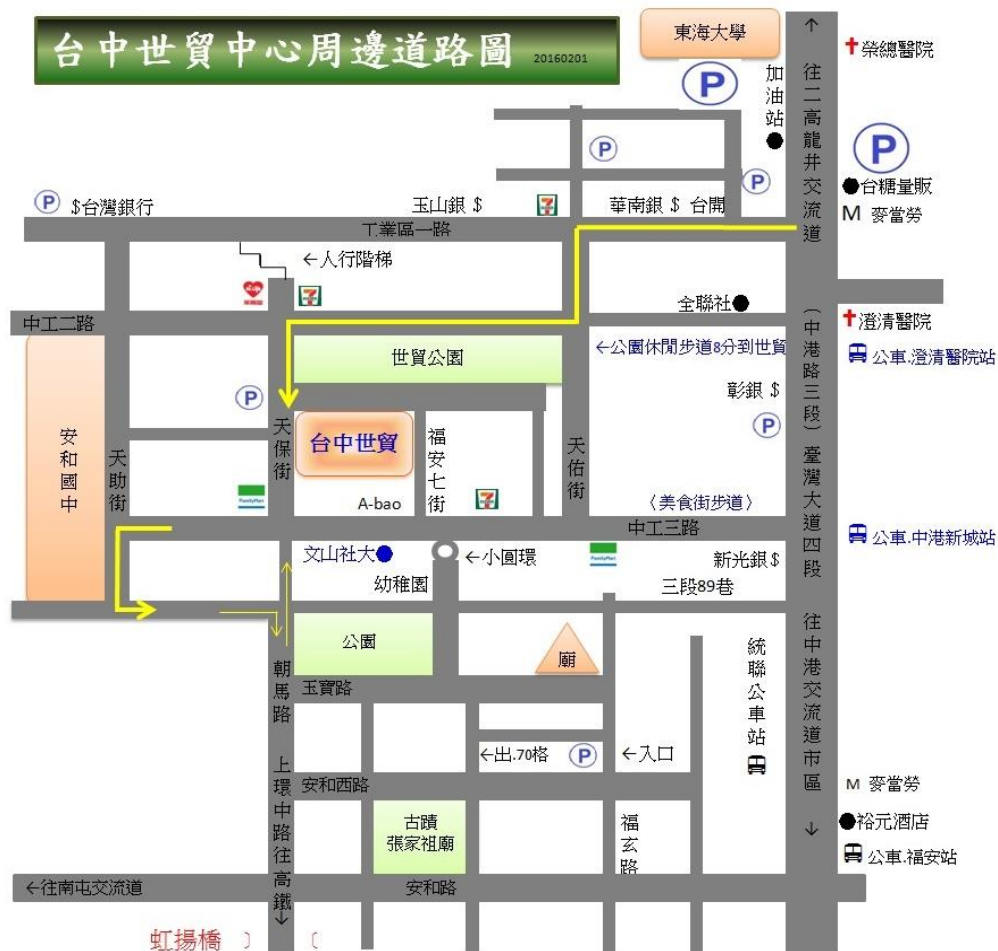 台中世貿中心周邊道路圖 20160201
東海大學
P
加油站
↑往二高龍井交流道
榮總醫院
P
P
台糖量販
M 麥當勞
P
P $台灣銀行
玉山銀 $
7 ELEVEN
華南銀 $ 台開
工業區一路
←人行階梯
7 ELEVEN
全聯社
中工二路
澄清醫院
世貿公園
←公園休閒步道8分到世貿
公車.澄清醫院站
(中港路三段)臺灣大道四段
彰銀 $
P
P
安和國中
天助街
天保街
台中世貿
福安七街
天佑街
FamilyMart
A-bao
7 ELEVEN
〈美食街步道〉
中工三路
公車.中港新城站
文山社大
←小圓環
FamilyMart
新光銀$
幼稚園
三段89巷
公園
廟
往中港交流道市區↓
統聯公車站
朝馬路
玉寶路
←出.70格
P
←入口
上環中路往高鐵↓
安和西路
M 麥當勞
古蹟
張家祖廟
福玄路
裕元酒店
公車.福安站
←往南屯交流道
安和路
虹揚橋